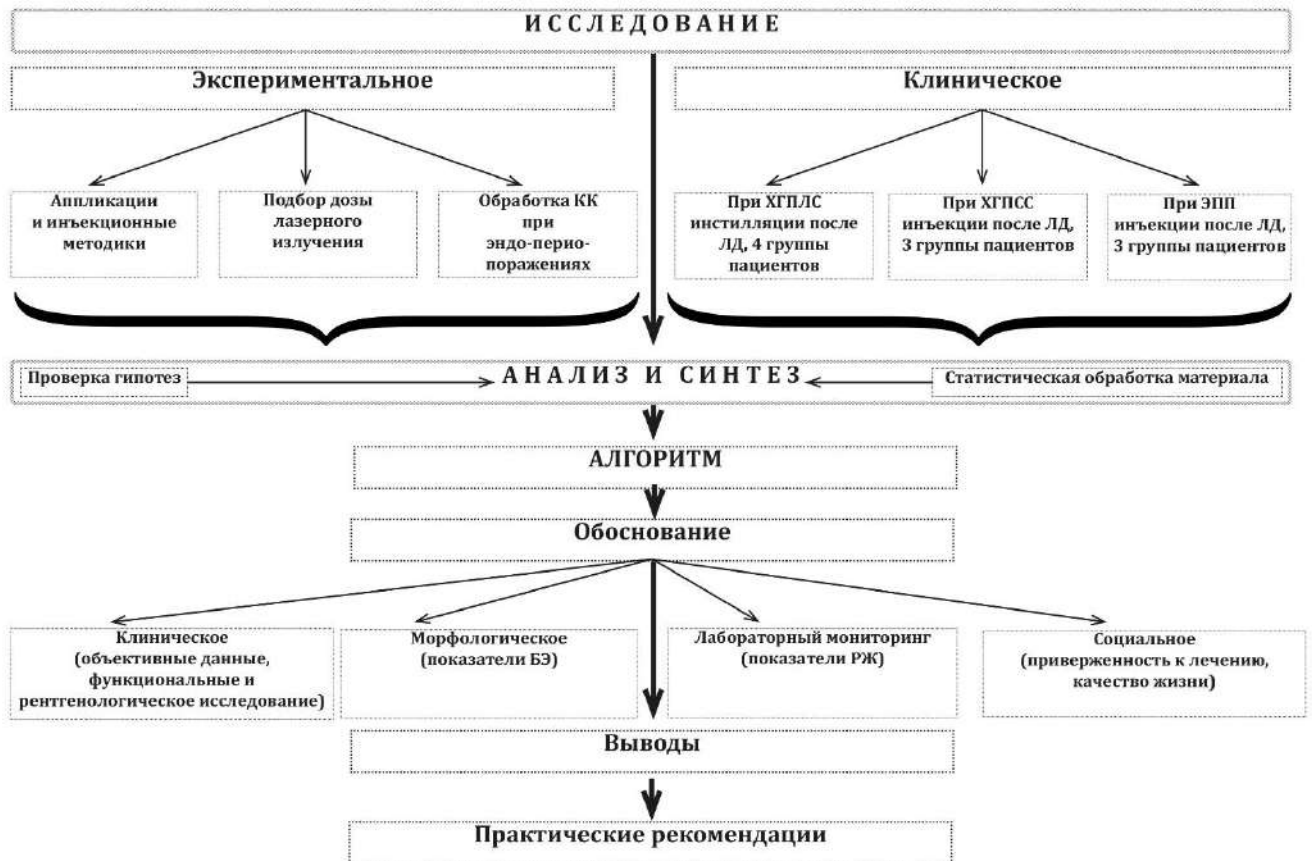 ИССЛЕДОВАНИЕ
Экспериментальное
Клиническое
Аппликации
и инъекционные
методики
Подбор дозы
лазерного
излучения
Обработка КК
при
эндо-перио-
поражениях
При ХГПЛС
инстилляции после
ЛД, 4 группы
пациентов
При ХГПСС
инъекции после ЛД,
3 группы пациентов
При ЭПП
инъекции после ЛД,
3 группы пациентов
Проверка гипотез
АНАЛИЗ И СИНТЕЗ
Статистическая обработка материала
АЛГОРИТМ
Обоснование
Клиническое
(объективные данные,
функциональные и
рентгенологическое исследование)
Морфологическое
(показатели БЭ)
Лабораторный мониторинг
(показатели РЖ)
Социальное
(приверженность к лечению,
качество жизни)
Выводы
Практические рекомендации